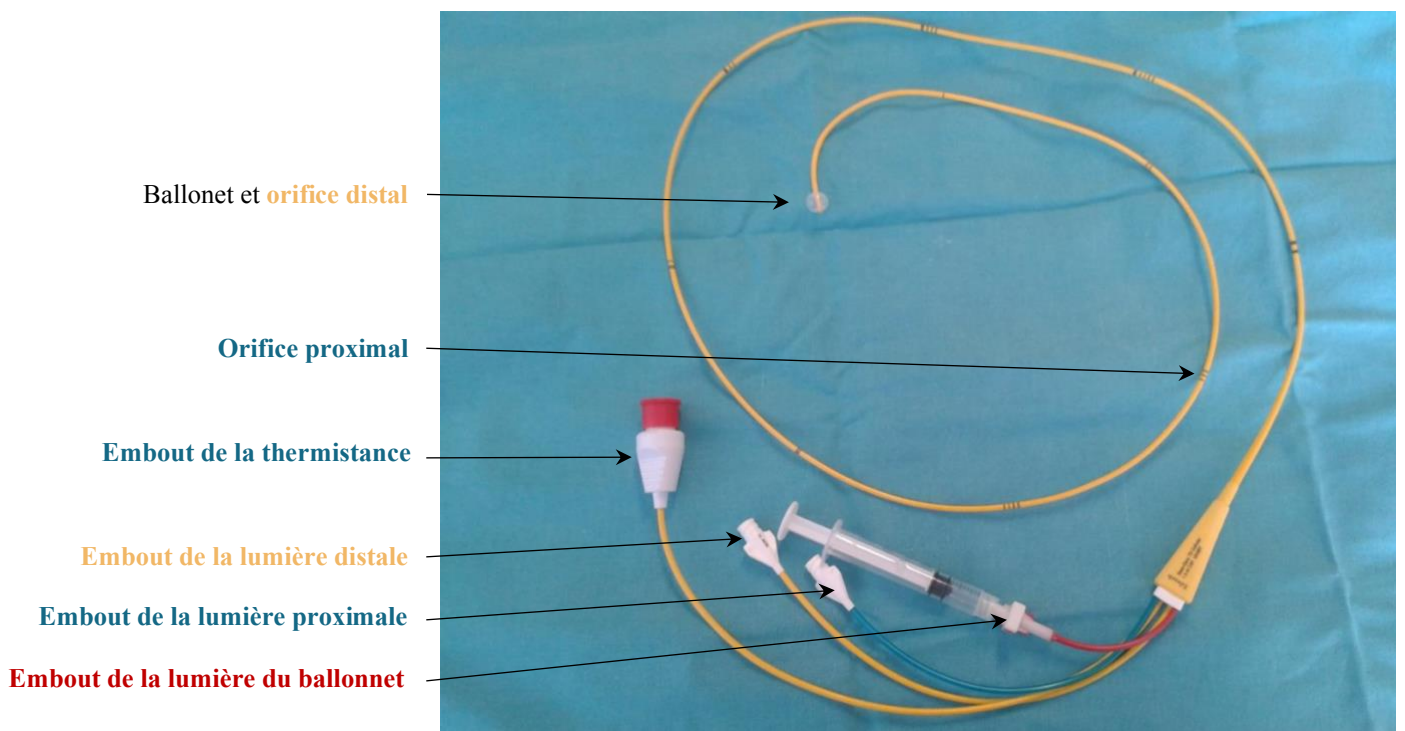 Ballonet et orifice distal
Orifice proximal
Embout de la thermistance
Embout de la lumière distale
Embout de la lumière proximale
Embout de la lumière du ballonnet